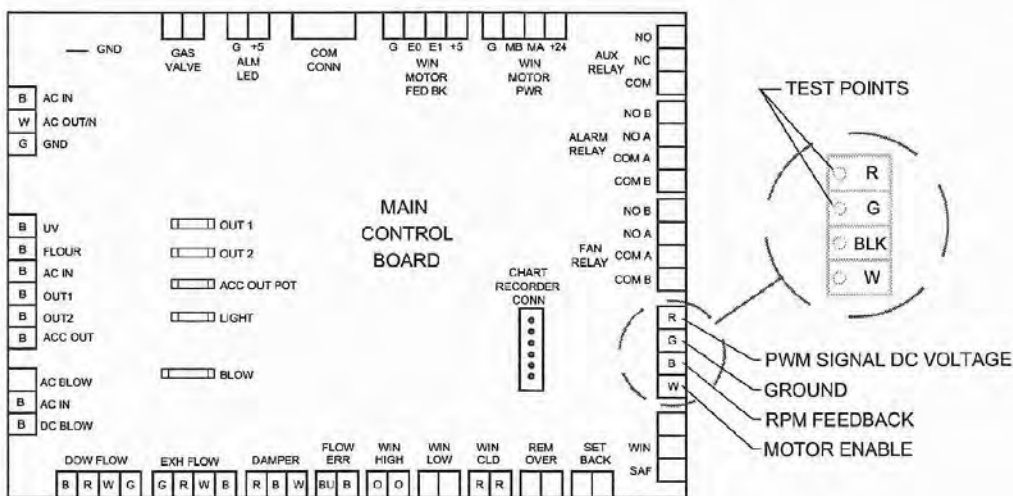 GND
GAS
VALVE
G +5
ALM
LED
COM
CONN
G E0 E1 +5
WIN
MOTOR
FED BK
G MB MA +24
WIN
MOTOR
PWR
NO
AUX NC
RELAY
COM
B AC IN
W AC OUT/N
G GND
NO B
ALARM NO A
RELAY
COM A
COM B
TEST POINTS
R
G
BLK
W
B UV
B FLOUR
B AC IN
B OUT1
B OUT2
B ACC OUT
OUT 1
OUT 2
ACC OUT POT
LIGHT
BLOW
MAIN
CONTROL
BOARD
CHART
RECORDER
CONN
NO B
NO A
FAN COM A
RELAY
COM B
R
G
B
W
PWM SIGNAL DC VOLTAGE
GROUND
RPM FEEDBACK
MOTOR ENABLE
AC BLOW
B AC IN
B DC BLOW
WIN
SAF
DOW FLOW
B R W G
EXH FLOW
G R W B
DAMPER
R B W
FLOW
ERR
BU B
WIN
HIGH
O O
WIN
LOW
WIN
CLD
R R
REM
OVER
SET
BACK